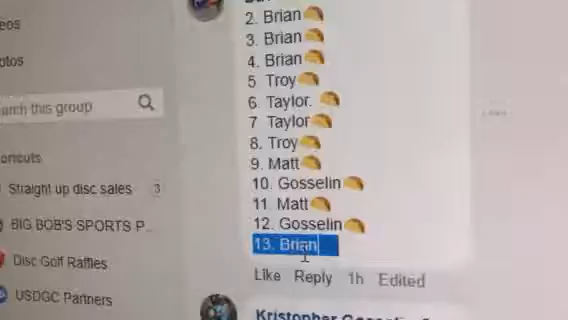 2. Brian🌮
eos
3. Brian🌮
4. Brian🌮
otos
5 Troy🌮
6. Taylor. 🌮
arch this group
7 Taylor🌮
8. Troy🌮
9. Matt🌮
ortcuts
10. Gosselin🌮
Straight up disc sales 3
11. Matt🌮
12. Gosselin🌮
BIG BOB'S SPORTS P...
13. Brian
Disc Golf Raffles
Like Reply 1h Edited
USDGC Partners
Kristopher Gosselin